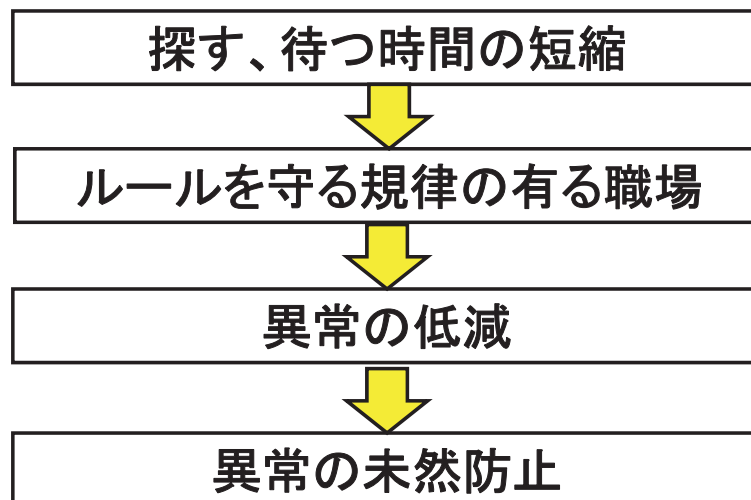 探す、待つ時間の短縮
ルールを守る規律の有る職場
異常の低減
異常の未然防止